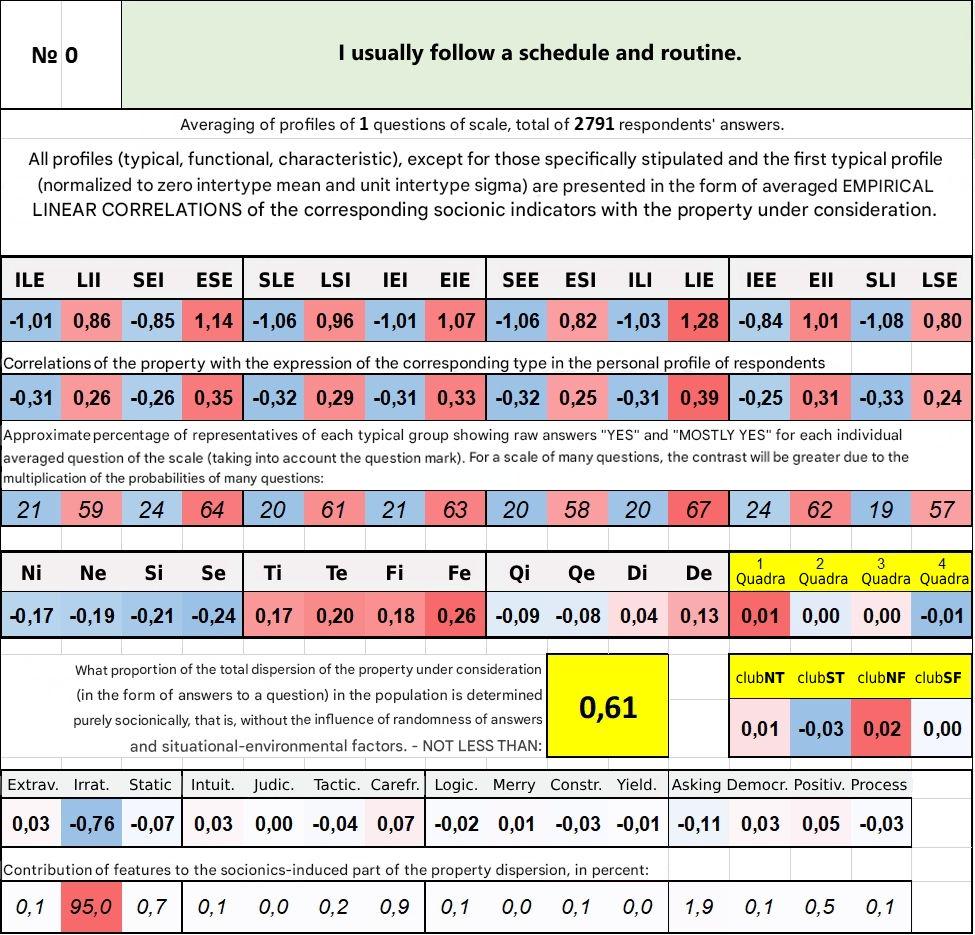 № 0
I usually follow a schedule and routine.
Averaging of profiles of 1 questions of scale, total of 2791 respondents' answers.
All profiles (typical, functional, characteristic), except for those specifically stipulated and the first typical profile
(normalized to zero intertype mean and unit intertype sigma) are presented in the form of averaged EMPIRICAL
LINEAR CORRELATIONS of the corresponding socionic indicators with the property under consideration.
ILE LII SEI ESE SLE LSI IEI EIE SEE ESI ILI LIE IEE EII SLI LSE
-1,01 0,86 -0,85 1,14 -1,06 0,96 -1,01 1,07 -1,06 0,82 -1,03 1,28 -0,84 1,01 -1,08 0,80
Correlations of the property with the expression of the corresponding type in the personal profile of respondents
-0,31 0,26 -0,26 0,35 -0,32 0,29 -0,31 0,33 -0,32 0,25 -0,31 0,39 -0,25 0,31 -0,33 0,24
Approximate percentage of representatives of each typical group showing raw answers "YES" and "MOSTLY YES" for each individual
averaged question of the scale (taking into account the question mark). For a scale of many questions, the contrast will be greater due to the
multiplication of the probabilities of many questions:
21 59 24 64 20 61 21 63 20 58 20 67 24 62 19 57
Ni Ne Si Se Ti Te Fi Fe Qi Qe Di De 1 Quadra 2 Quadra 3 Quadra 4 Quadra
-0,17 -0,19 -0,21 -0,24 0,17 0,20 0,18 0,26 -0,09 -0,08 0,04 0,13 0,01 0,00 0,00 -0,01
What proportion of the total dispersion of the property under consideration
(in the form of answers to a question) in the population is determined
purely socionically, that is, without the influence of randomness of answers
and situational-environmental factors. - NOT LESS THAN:
0,61
clubNT clubST clubNF clubSF
0,01 -0,03 0,02 0,00
Extrav. Irrat. Static Intuit. Judic. Tactic. Carefr. Logic. Merry Constr. Yield. Asking Democr. Positiv. Process
0,03 -0,76 -0,07 0,03 0,00 -0,04 0,07 -0,02 0,01 -0,03 -0,01 -0,11 0,03 0,05 -0,03
Contribution of features to the socionics-induced part of the property dispersion, in percent:
0,1 95,0 0,7 0,1 0,0 0,2 0,9 0,1 0,0 0,1 0,0 1,9 0,1 0,5 0,1